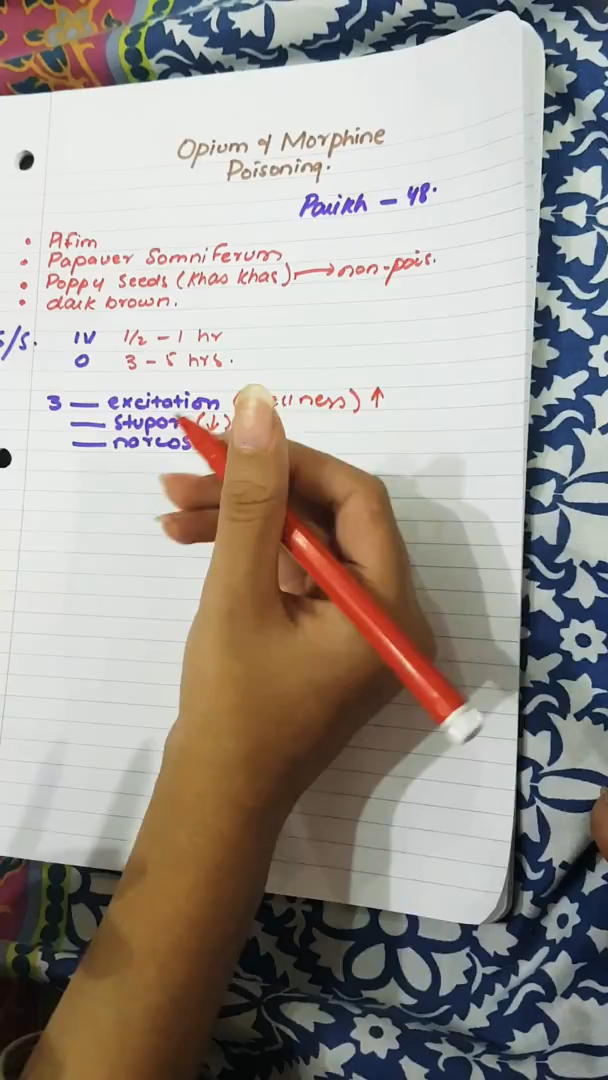 Opium & Morphine
Poisoning.
Parikh - 48.
• Afim
• Papaver Somniferum
• Poppy Seeds (Khas Khas) → non-pois.
• dark brown.
S/S. IV 1/2 - 1 hr
O 3 - 5 hrs.
3 — excitation ↑
— stupor (↓)